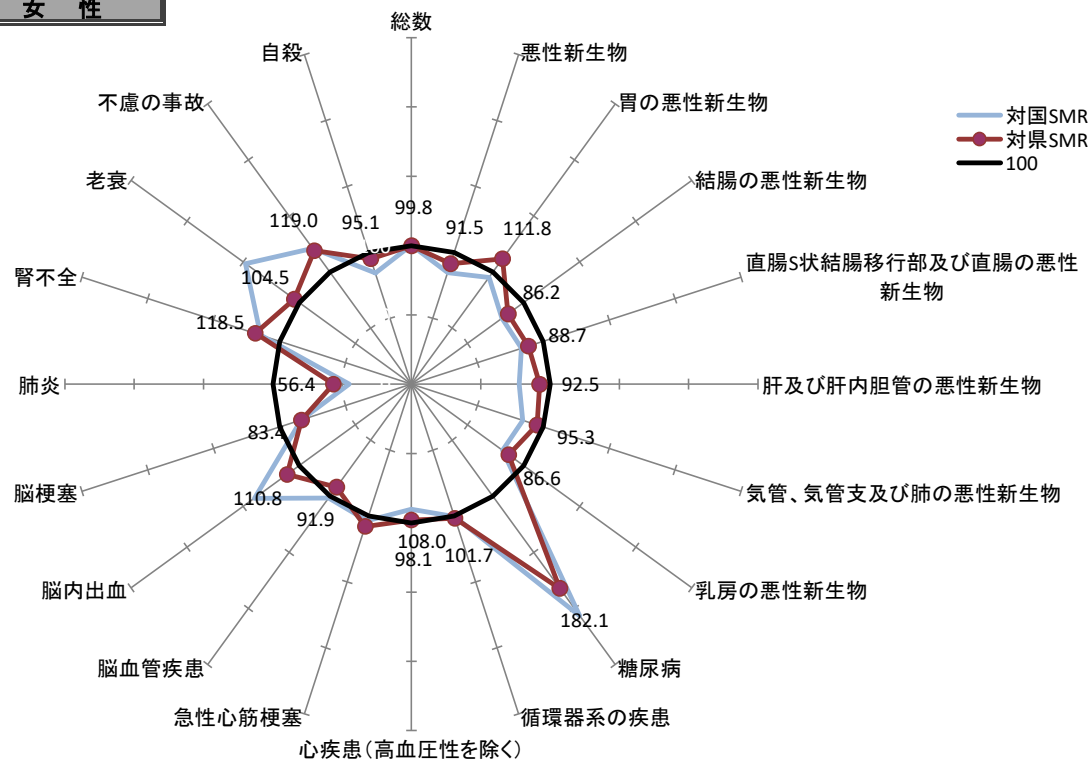 女 性
総数
悪性新生物
胃の悪性新生物
結腸の悪性新生物
直腸S状結腸移行部及び直腸の悪性
新生物
肝及び肝内胆管の悪性新生物
気管、気管支及び肺の悪性新生物
乳房の悪性新生物
糖尿病
循環器系の疾患
心疾患(高血圧性を除く)
急性心筋梗塞
脳血管疾患
脳内出血
脳梗塞
肺炎
腎不全
老衰
不慮の事故
自殺
対国SMR
対県SMR
100
99.8
91.5
111.8
86.2
88.7
92.5
95.3
86.6
182.1
101.7
98.1
108.0
91.9
110.8
83.4
56.4
118.5
104.5
119.0
95.1